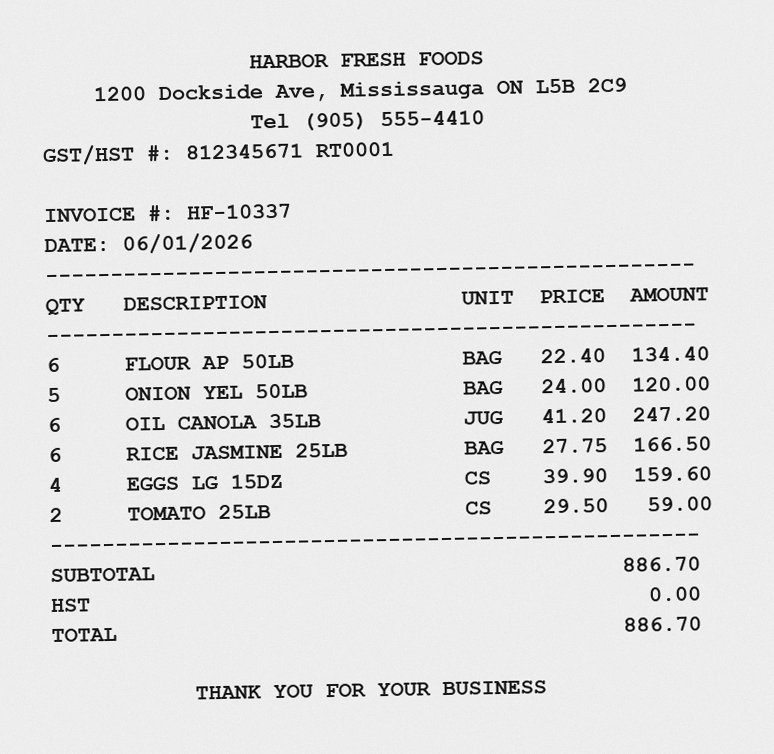 HARBOR FRESH FOODS
1200 Dockside Ave, Mississauga ON L5B 2C9
Tel (905) 555-4410
GST/HST #: 812345671 RT0001
INVOICE #: HF-10337
DATE: 06/01/2026
--------------------------------------------------
QTY DESCRIPTION UNIT PRICE AMOUNT
--------------------------------------------------
6 FLOUR AP 50LB BAG 22.40 134.40
5 ONION YEL 50LB BAG 24.00 120.00
6 OIL CANOLA 35LB JUG 41.20 247.20
6 RICE JASMINE 25LB BAG 27.75 166.50
4 EGGS LG 15DZ CS 39.90 159.60
2 TOMATO 25LB CS 29.50 59.00
--------------------------------------------------
SUBTOTAL 886.70
HST 0.00
TOTAL 886.70
THANK YOU FOR YOUR BUSINESS